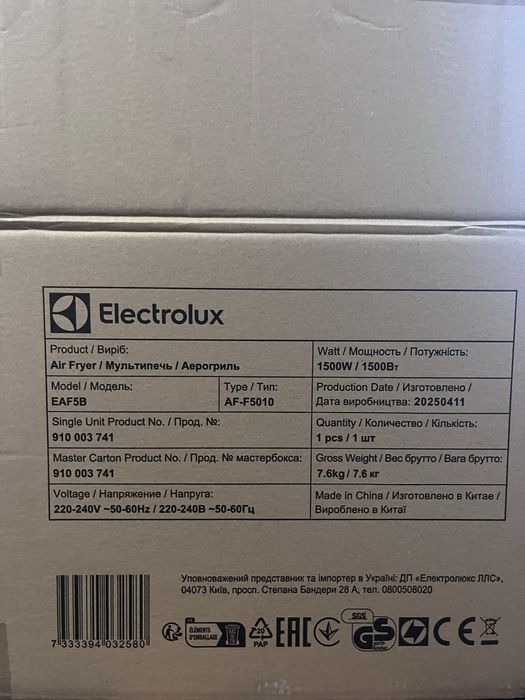 Electrolux
Product / Виріб:
Air Fryer / Мультипечь / Аерогриль
Watt / Мощность / Потужність:
1500W / 1500Вт
Model / Модель:
EAF5B
Type / Тип:
AF-F5010
Production Date / Изготовлено /
Дата виробництва: 20250411
Single Unit Product No. / Прод. №:
910 003 741
Quantity / Количество / Кількість:
1 pcs / 1 шт
Master Carton Product No. / Прод. № мастербокса:
910 003 741
Gross Weight / Вес брутто / Вага брутто:
7.6kg / 7.6 кг
Voltage / Напряжение / Напруга:
220-240V ~50-60Hz / 220-240В ~50-60Гц
Made in China / Изготовлено в Китае /
Вироблено в Китаї
Уповноважений представник та імпортер в Україні: ДП «Електролюкс ЛЛС»,
04073 Київ, просп. Степана Бандери 28 А, тел. 0800508020
7 333394 032580
ÉLÉMENTS
D'EMBALLAGE
20
PAP
EAC
SGS
GS
CE